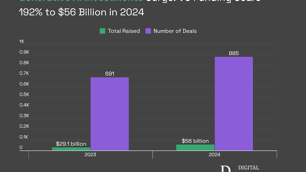 192% to $56 Billion in 2024
Total Raised
Number of Deals
1K
0.9K
0.8K
0.7K
0.6K
0.5K
0.4K
0.3K
0.2K
0.1K
0
$29.1 billion
691
$56 billion
885
2023
2024
D DIGITAL